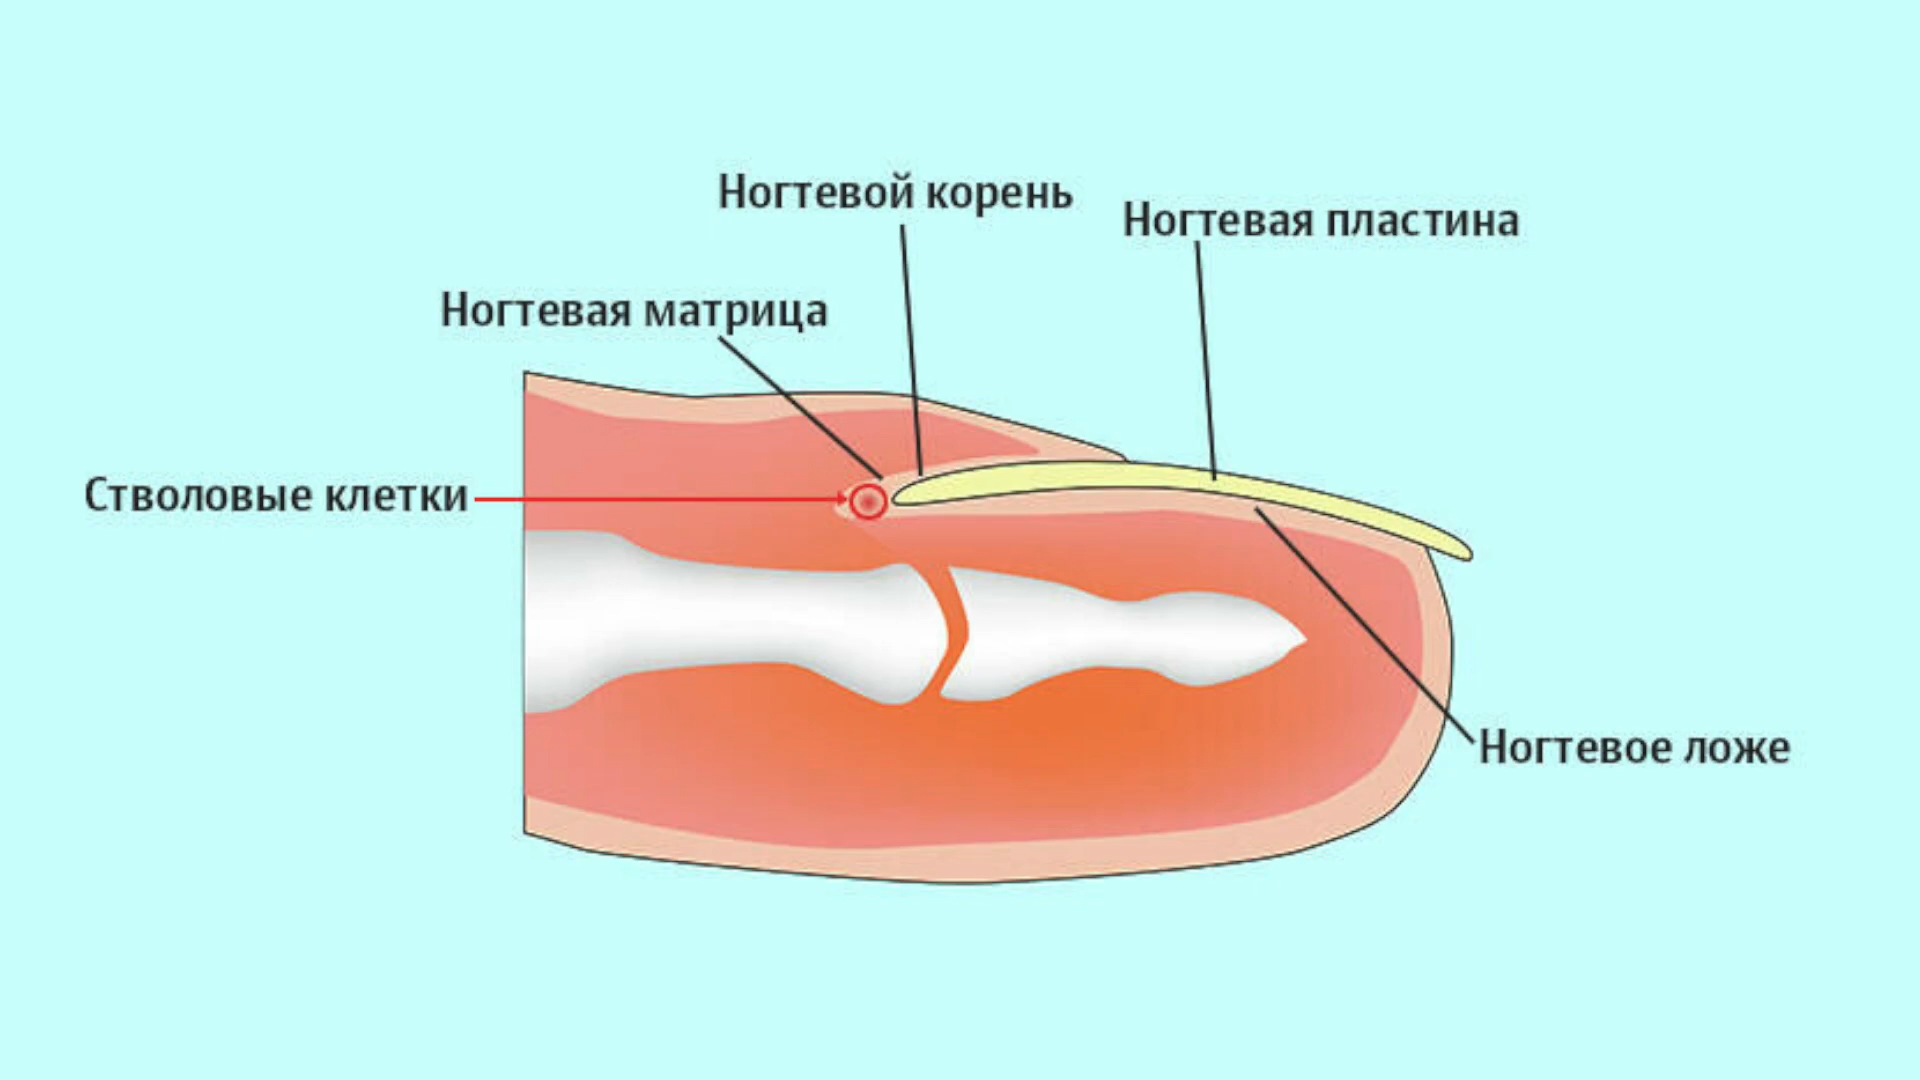 Ногтевой корень
Ногтевая пластина
Ногтевая матрица
Стволовые клетки
Ногтевое ложе